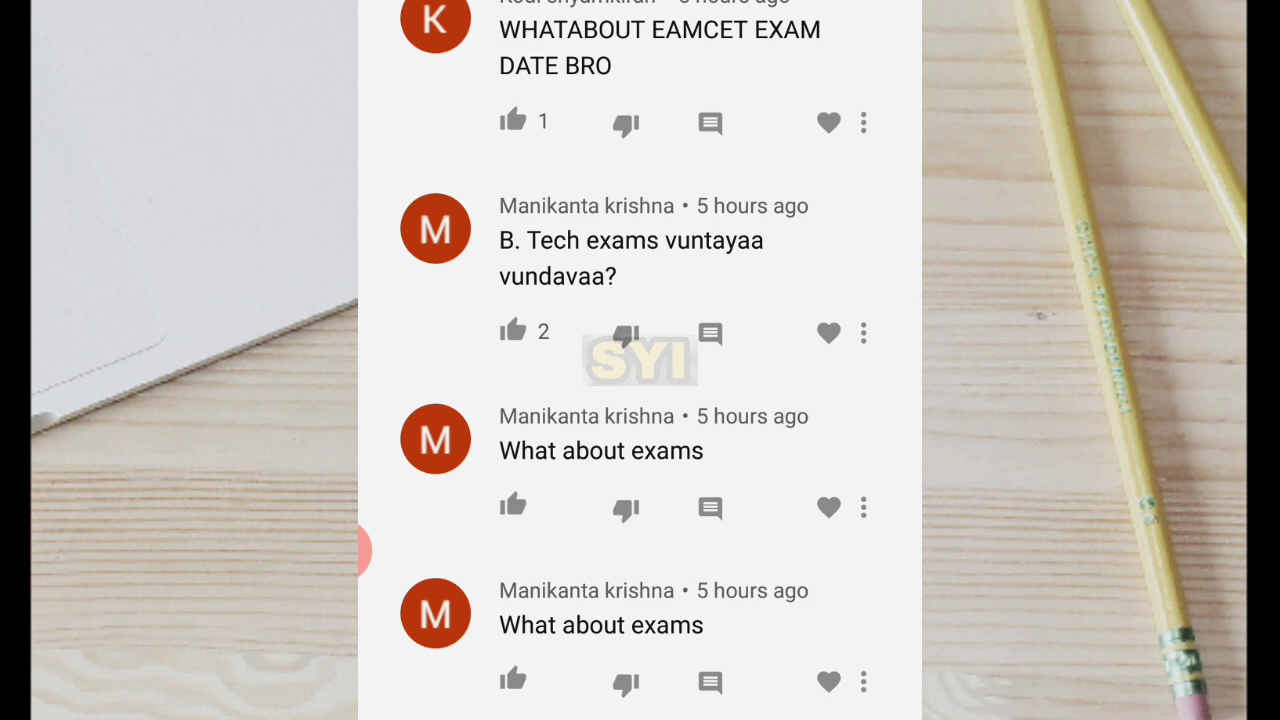 WHATABOUT EAMCET EXAM
DATE BRO
1
Manikanta krishna • 5 hours ago
B. Tech exams vuntayaa
vundavaa?
2
SYI
Manikanta krishna • 5 hours ago
What about exams
Manikanta krishna • 5 hours ago
What about exams
K
M
M
M